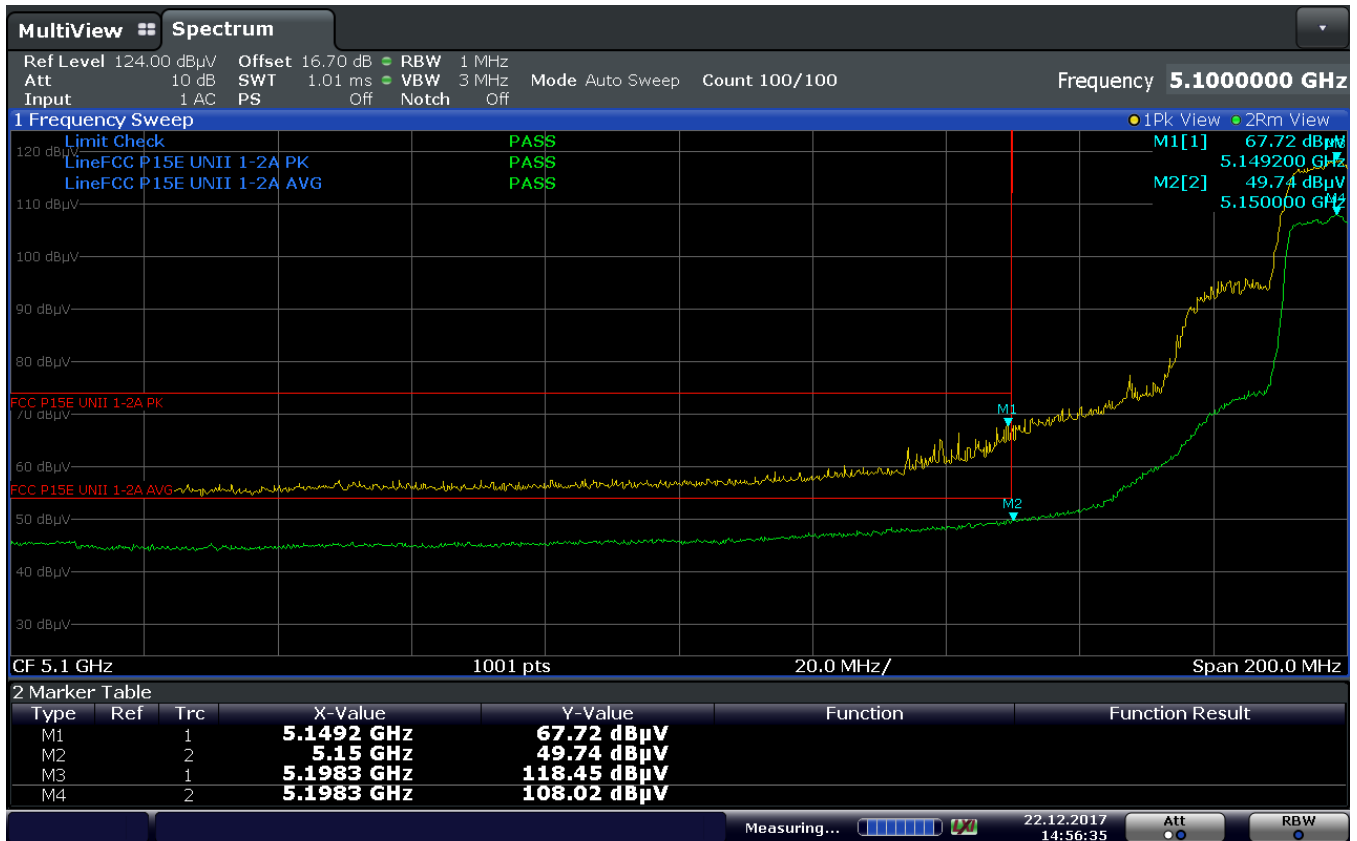 MultiView Spectrum
Ref Level 124.00 dBµV Offset 16.70 dB RBW 1 MHz
Att 10 dB SWT 1.01 ms VBW 3 MHz Mode Auto Sweep Count 100/100 Frequency 5.1000000 GHz
Input 1 AC PS Off Notch Off
1 Frequency Sweep 1Pk View 2Rm View
Limit Check PASS M1[1] 67.72 dBµV
120 dBµV
LineFCC P15E UNII 1-2A PK PASS 5.149200 GHz
LineFCC P15E UNII 1-2A AVG PASS M2[2] 49.74 dBµV
110 dBµV 5.150000 GHz
M4
100 dBµV
90 dBµV
80 dBµV
FCC P15E UNII 1-2A PK
70 dBµV M1
60 dBµV
FCC P15E UNII 1-2A AVG
M2
50 dBµV
40 dBµV
30 dBµV
CF 5.1 GHz 1001 pts 20.0 MHz/ Span 200.0 MHz
2 Marker Table
Type Ref Trc X-Value Y-Value Function Function Result
M1 1 5.1492 GHz 67.72 dBµV
M2 2 5.15 GHz 49.74 dBµV
M3 1 5.1983 GHz 118.45 dBµV
M4 2 5.1983 GHz 108.02 dBµV
Measuring... LXI 22.12.2017 Att RBW
14:56:35